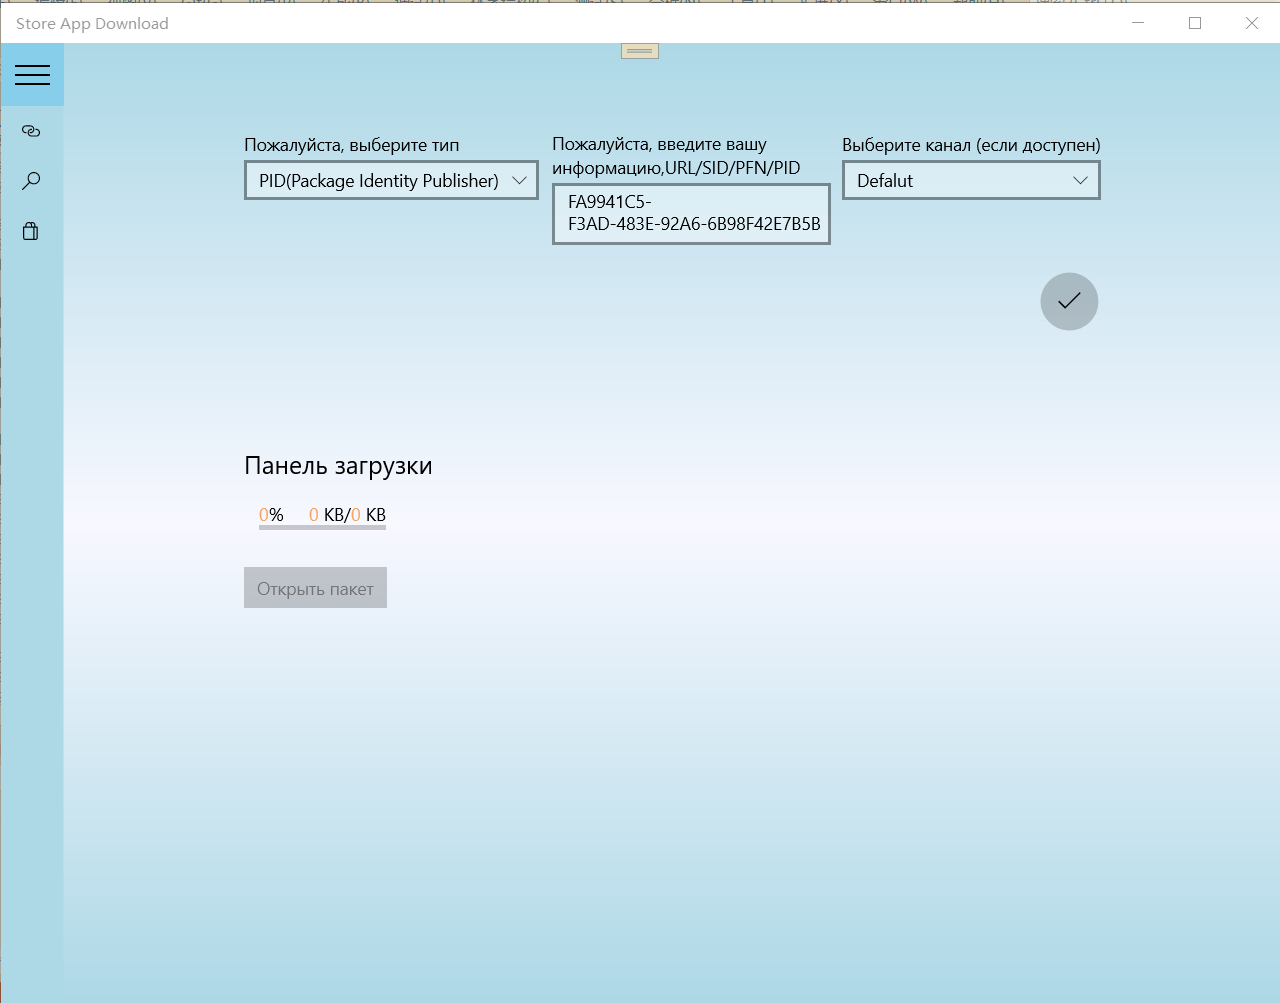 Store App Download
Пожалуйста, выберите тип
PID(Package Identity Publisher)
Пожалуйста, введите вашу
информацию,URL/SID/PFN/PID
FA9941C5-
F3AD-483E-92A6-6B98F42E7B5B
Выберите канал (если доступен)
Defalut
Панель загрузки
0% 0 KB/0 KB
Открыть пакет